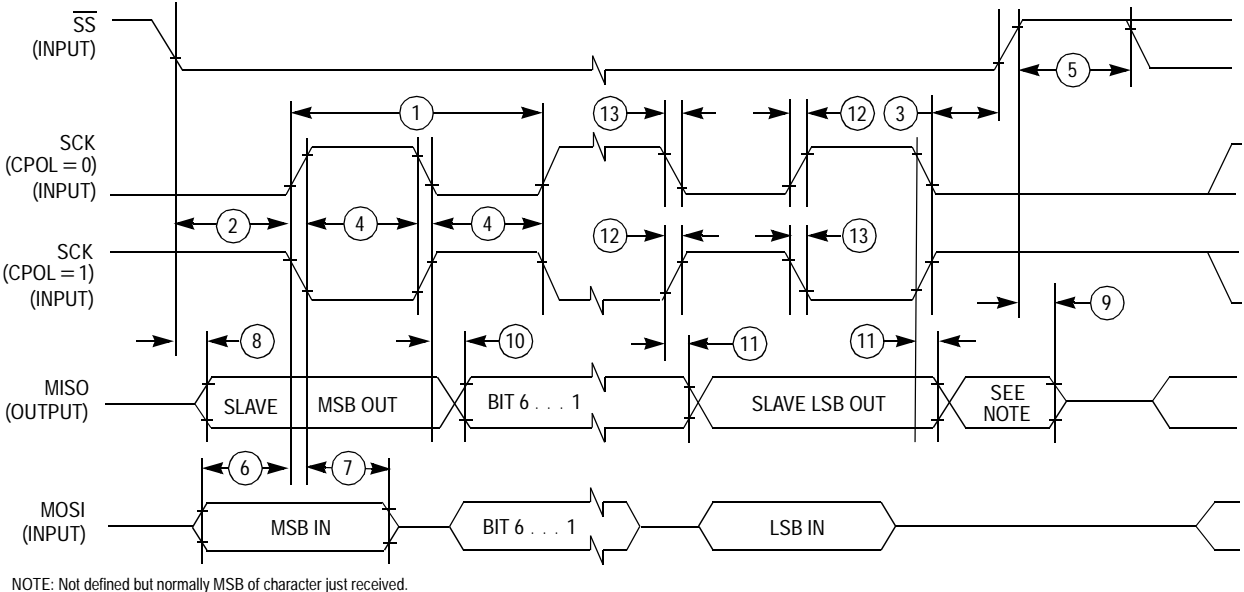 SS
(INPUT)
5
1
13
12
3
SCK
(CPOL = 0)
(INPUT)
2
4
4
12
13
SCK
(CPOL = 1)
(INPUT)
9
8
10
11
11
MISO
(OUTPUT)
SLAVE
MSB OUT
BIT 6 . . . 1
SLAVE LSB OUT
SEE
NOTE
6
7
MOSI
(INPUT)
MSB IN
BIT 6 . . . 1
LSB IN
NOTE: Not defined but normally MSB of character just received.